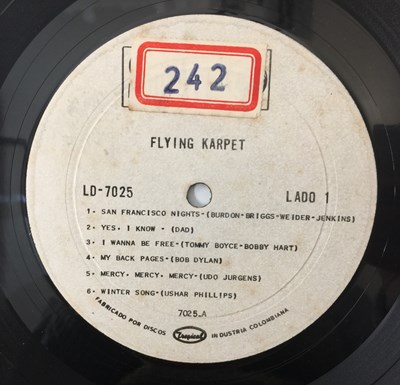 242
FLYING KARPET
LD-7025 LADO 1
1- SAN FRANCISCO NIGHTS-(BURDON-BRIGGS-WEIDER-JENKINS)
2- YES. I KNOW - (DAD)
3- I WANNA BE FREE-(TOMMY BOYCE-BOBBY HART)
4- MY BACK PAGES-(BOB DYLAN)
5- MERCY. MERCY. MERCY-(UDO JURGENS)
6- WINTER SONG-(USHAR PHILLIPS)
7025-A
FABRICADO POR DISCOS Tropical INDUSTRIA COLOMBIANA